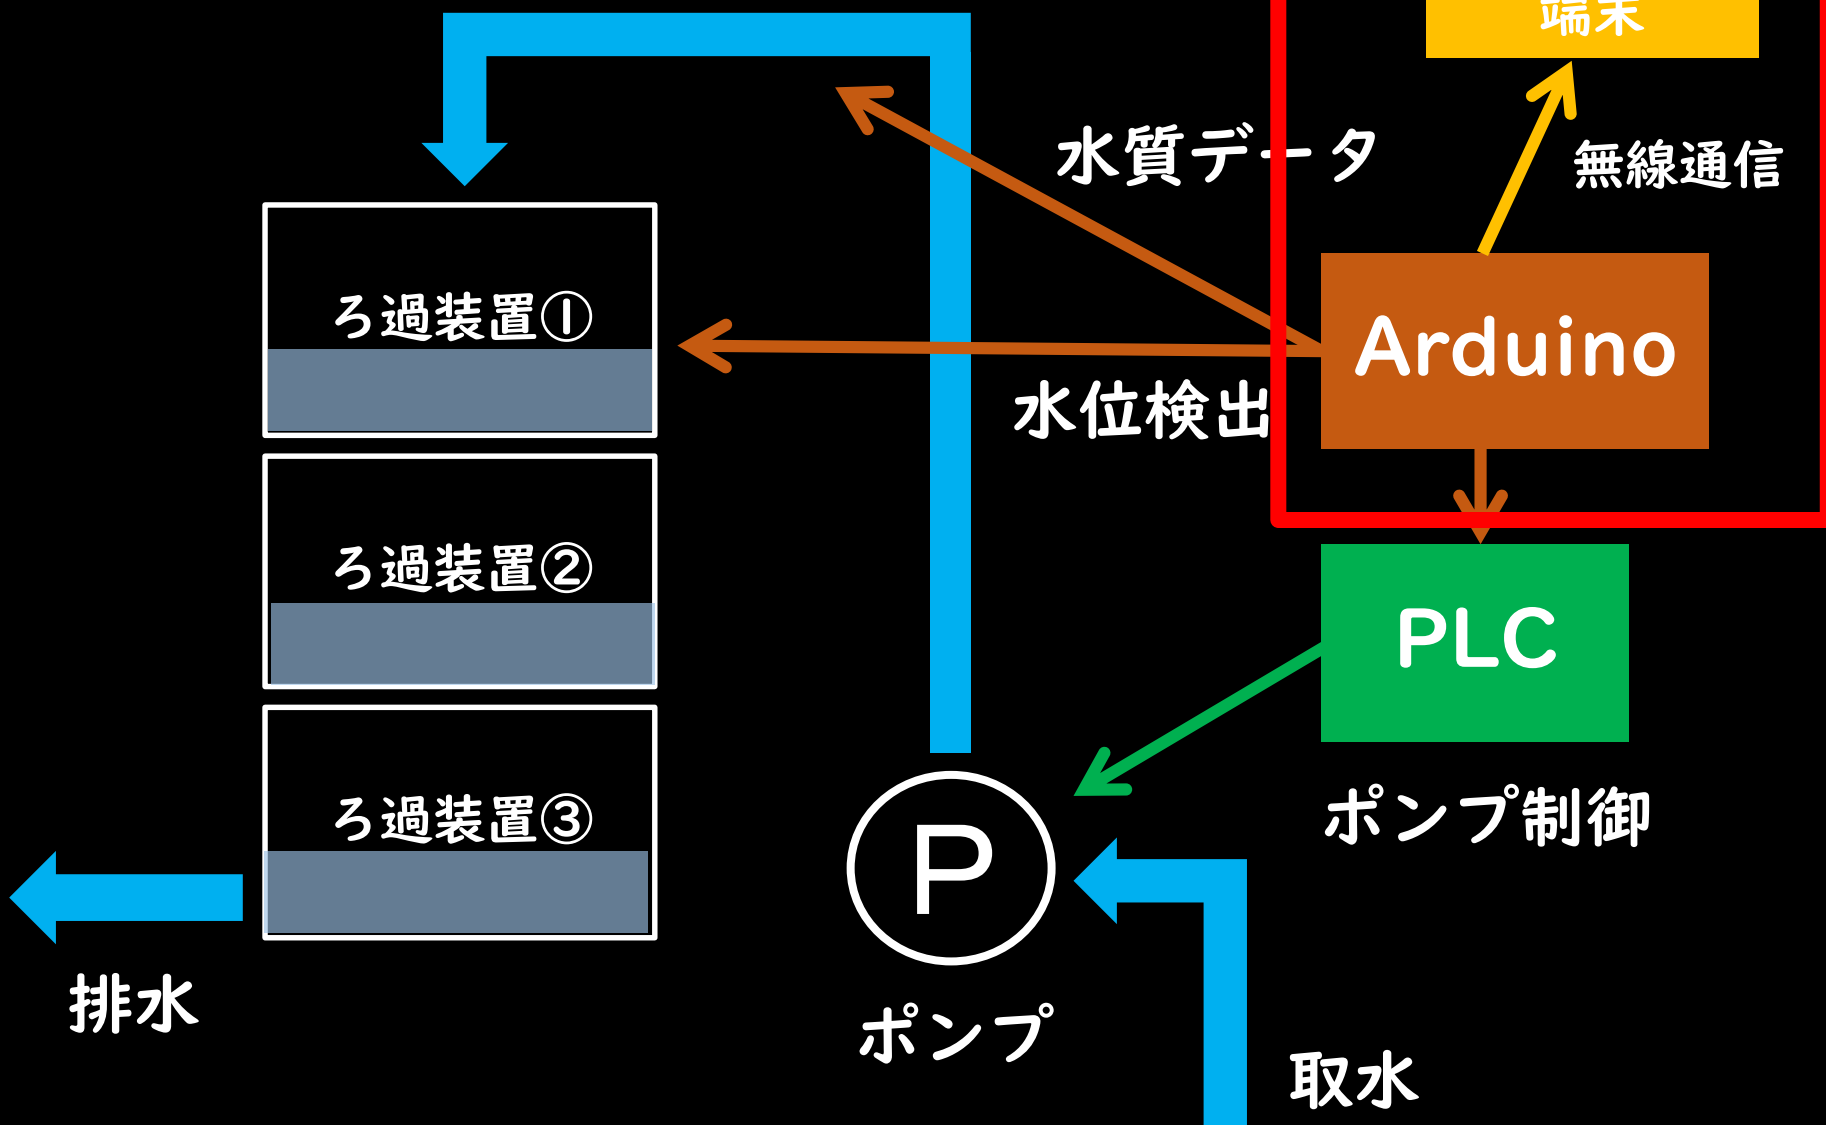 端末
水質データ
無線通信
ろ過装置①
Arduino
水位検出
ろ過装置②
PLC
ろ過装置③
ポンプ制御
P
排水
ポンプ
取水